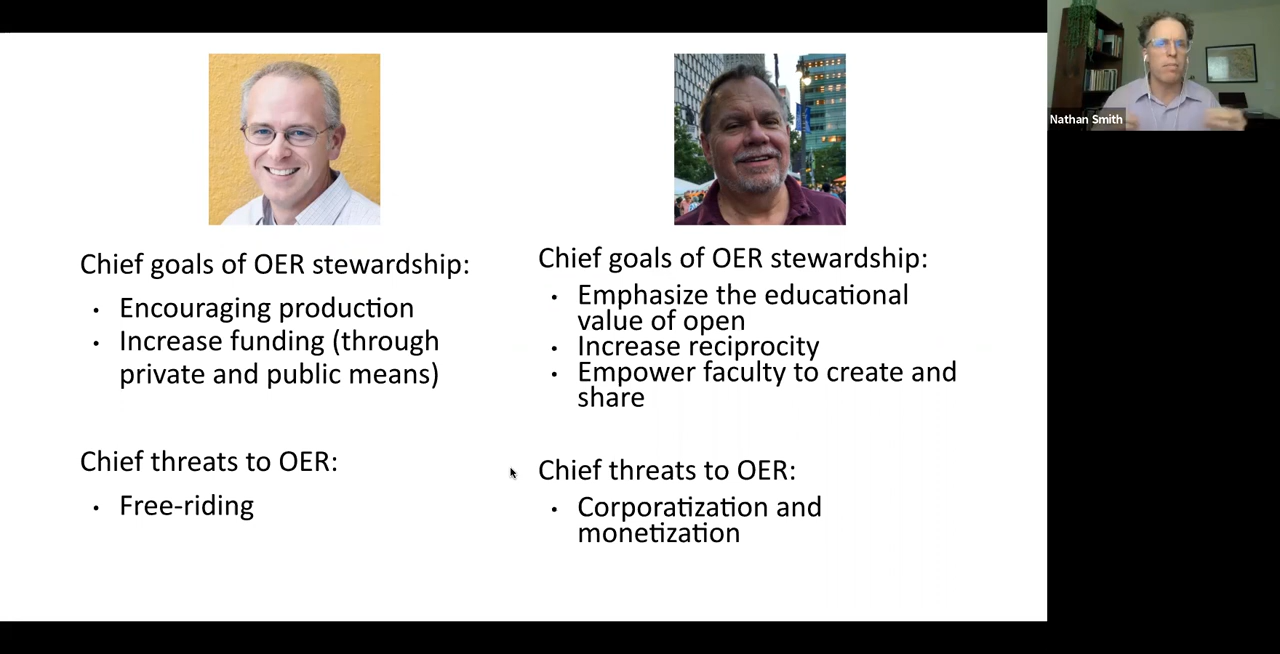 Nathan Smith
Chief goals of OER stewardship:
• Encouraging production
• Increase funding (through
private and public means)
Chief threats to OER:
• Free-riding
Chief goals of OER stewardship:
• Emphasize the educational
value of open
• Increase reciprocity
• Empower faculty to create and
share
Chief threats to OER:
• Corporatization and
monetization